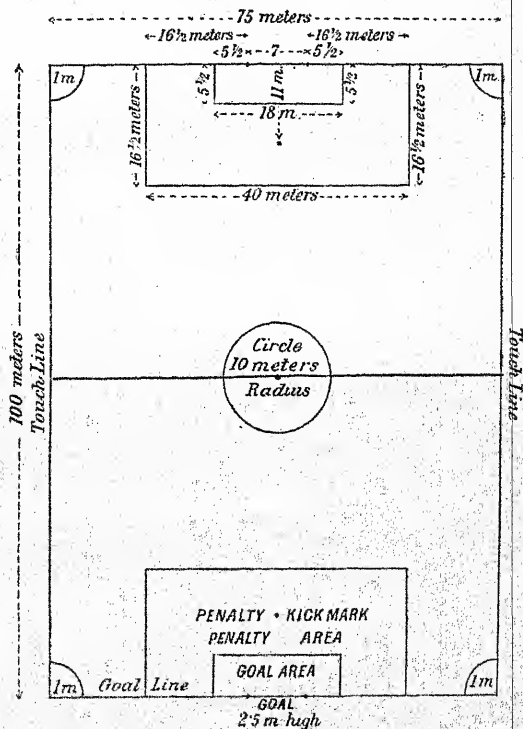 75 meters
16½ meters 16½ meters
5½ 7 5½
1m 5½ 11 m. 5½ 1m
18 m.
16½ meters 16½ meters
40 meters
100 meters
Touch Line
Circle
10 meters
Radius
Touch Line
PENALTY • KICK MARK
PENALTY AREA
GOAL AREA
1m Goal Line 1m
GOAL
2·5 m high